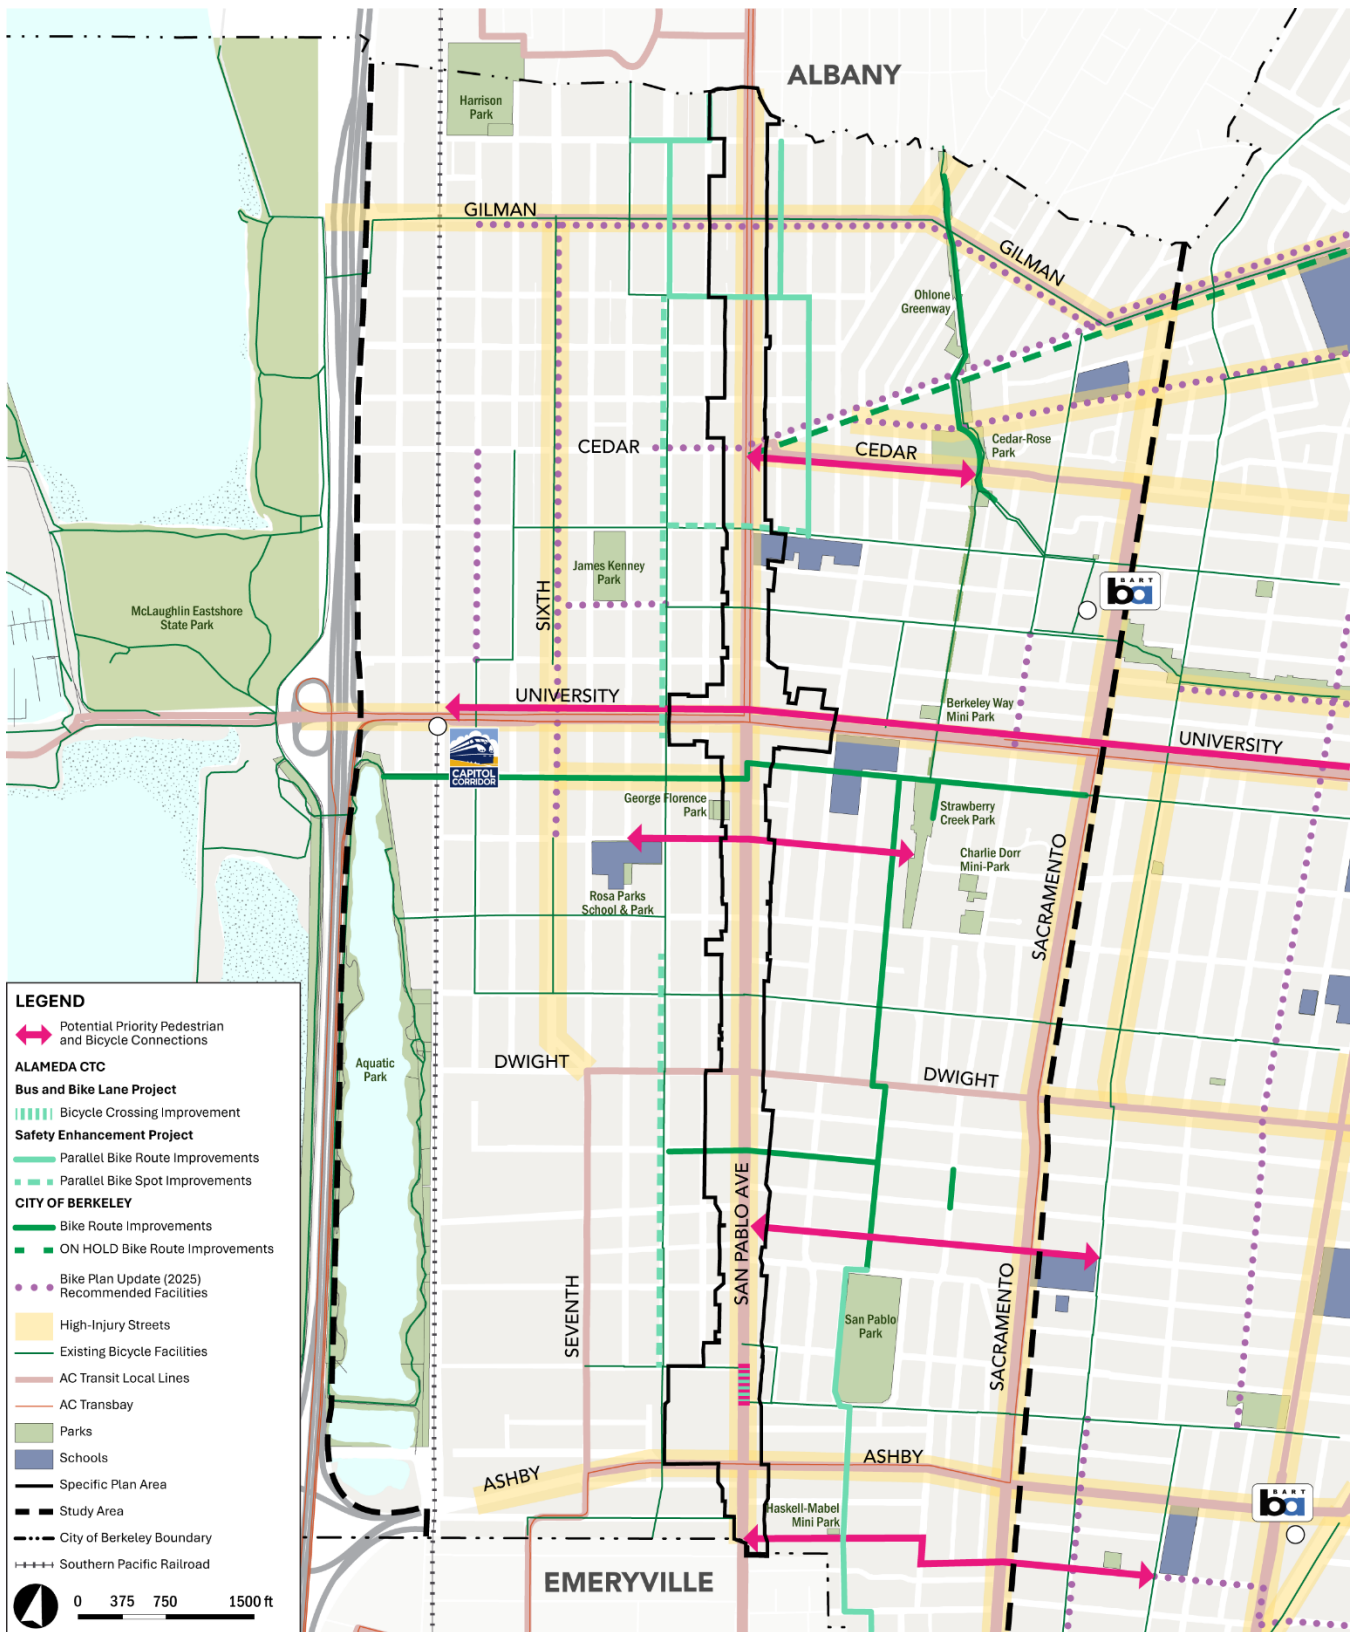 ALBANY
Harrison
Park
GILMAN
GILMAN
Ohlone
Greenway
CEDAR
CEDAR
Cedar-Rose
Park
James Kenney
Park
SIXTH
BART
ba
McLaughlin Eastshore
State Park
UNIVERSITY
Berkeley Way
Mini Park
UNIVERSITY
CAPITOL
CORRIDOR
George Florence
Park
Strawberry
Creek Park
Charlie Dorr
Mini-Park
Rosa Parks
School & Park
SACRAMENTO
Aquatic
Park
DWIGHT
DWIGHT
SAN PABLO AVE
SEVENTH
San Pablo
Park
SACRAMENTO
ASHBY
ASHBY
BART
ba
Haskell-Mabel
Mini Park
EMERYVILLE
LEGEND
Potential Priority Pedestrian
and Bicycle Connections
ALAMEDA CTC
Bus and Bike Lane Project
Bicycle Crossing Improvement
Safety Enhancement Project
Parallel Bike Route Improvements
Parallel Bike Spot Improvements
CITY OF BERKELEY
Bike Route Improvements
ON HOLD Bike Route Improvements
Bike Plan Update (2025)
Recommended Facilities
High-Injury Streets
Existing Bicycle Facilities
AC Transit Local Lines
AC Transbay
Parks
Schools
Specific Plan Area
Study Area
City of Berkeley Boundary
Southern Pacific Railroad
0 375 750 1500 ft